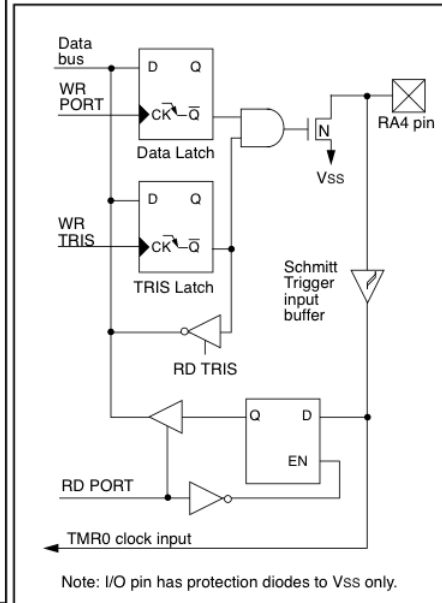 Data
bus
D Q
WR
PORT
CK Q
Data Latch
N
RA4 pin
VSS
D Q
WR
TRIS
CK Q
TRIS Latch
Schmitt
Trigger
input
buffer
RD TRIS
Q D
EN
RD PORT
TMR0 clock input
Note: I/O pin has protection diodes to VSS only.